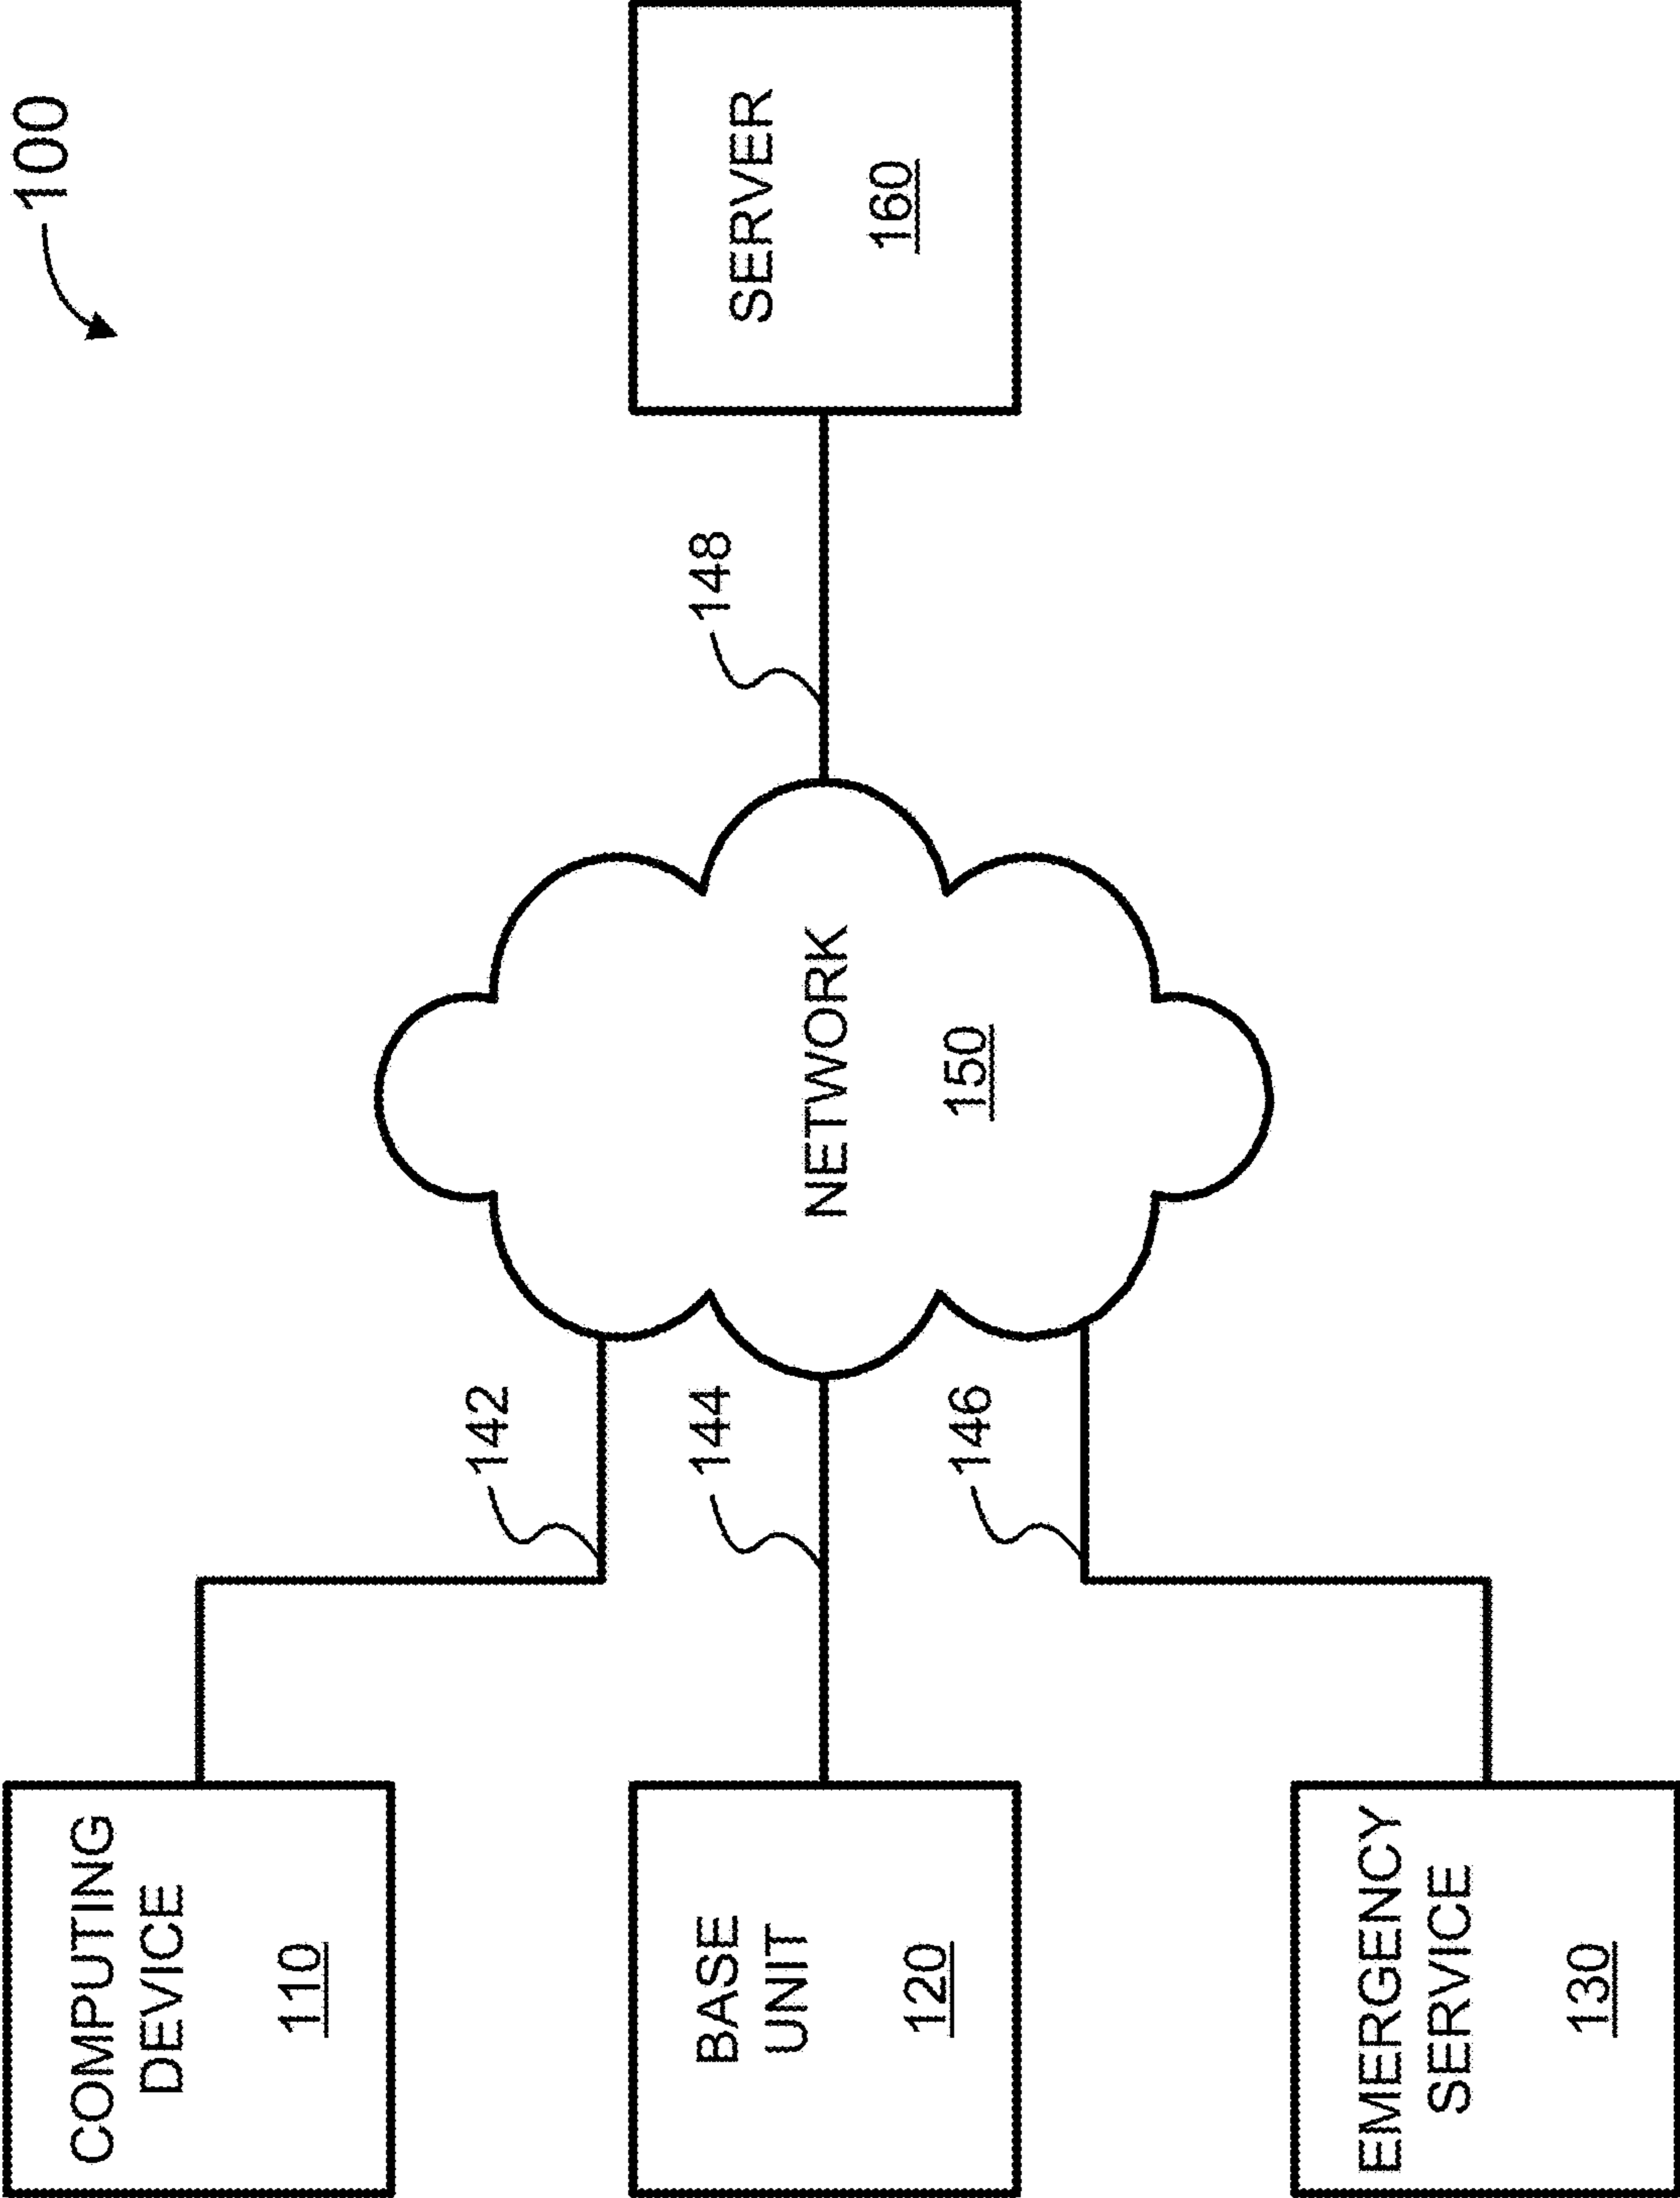 100
COMPUTING
DEVICE
110
142
BASE
UNIT
120
144
NETWORK
150
148
SERVER
160
EMERGENCY
SERVICE
130
146